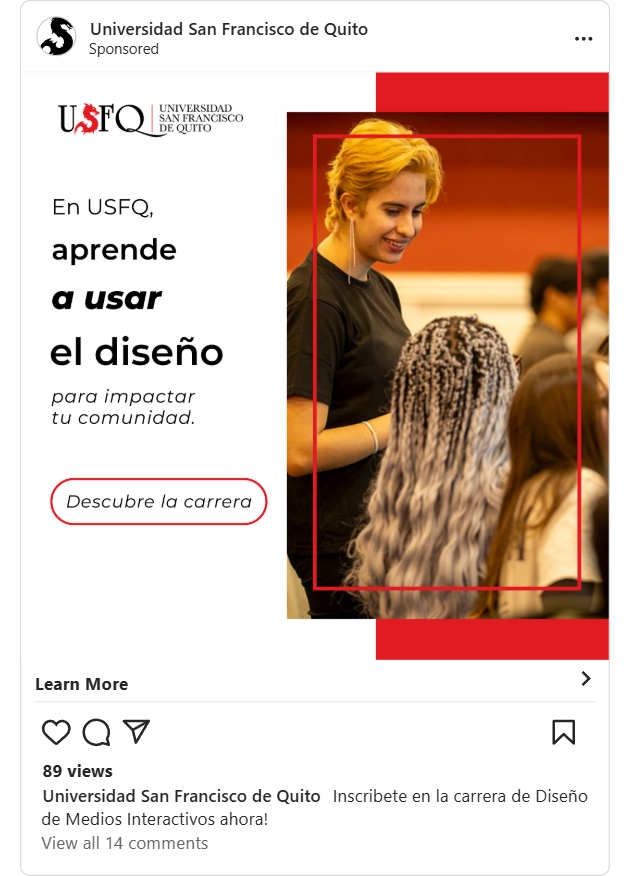 Universidad San Francisco de Quito
Sponsored
USFQ
UNIVERSIDAD
SAN FRANCISCO
DE QUITO
En USFQ,
aprende
a usar
el diseño
para impactar
tu comunidad.
Descubre la carrera
Learn More
89 views
Universidad San Francisco de Quito Inscribete en la carrera de Diseño
de Medios Interactivos ahora!
View all 14 comments